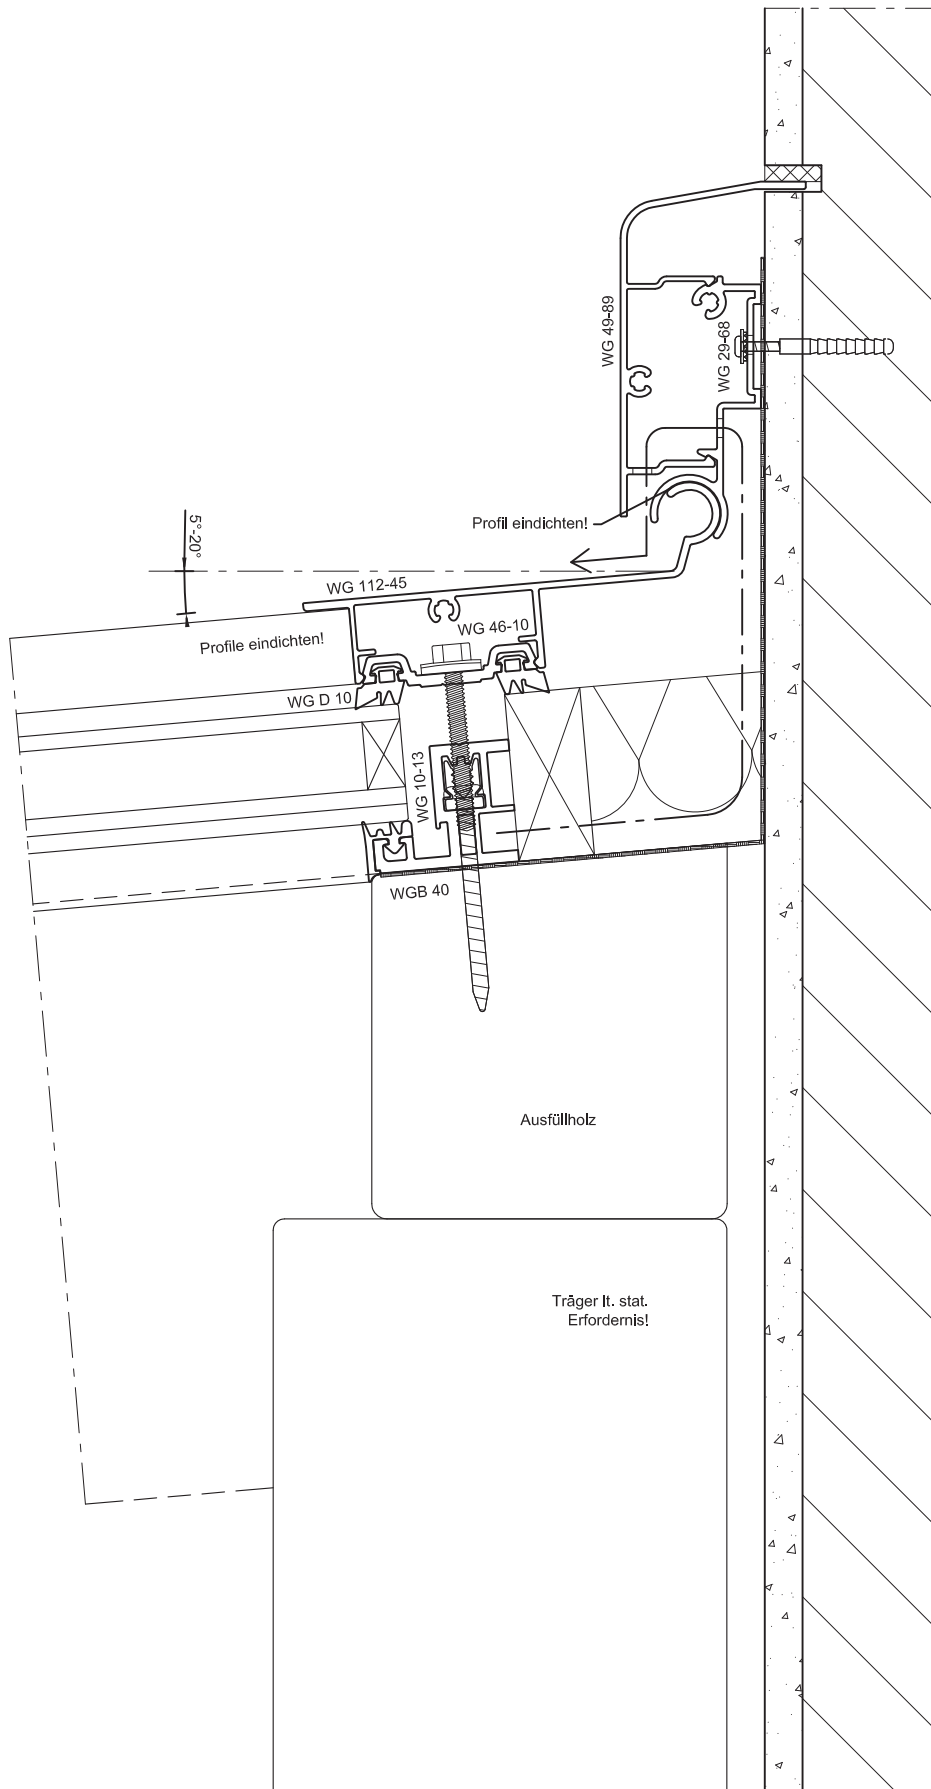 WG 49-89
WG 29-68
Profil eindichten!
5°-20°
WG 112-45
WG 46-10
Profile eindichten!
WG D 10
WG 10-13
WGB 40
Ausfüllholz
Träger lt. stat.
Erfordernis!